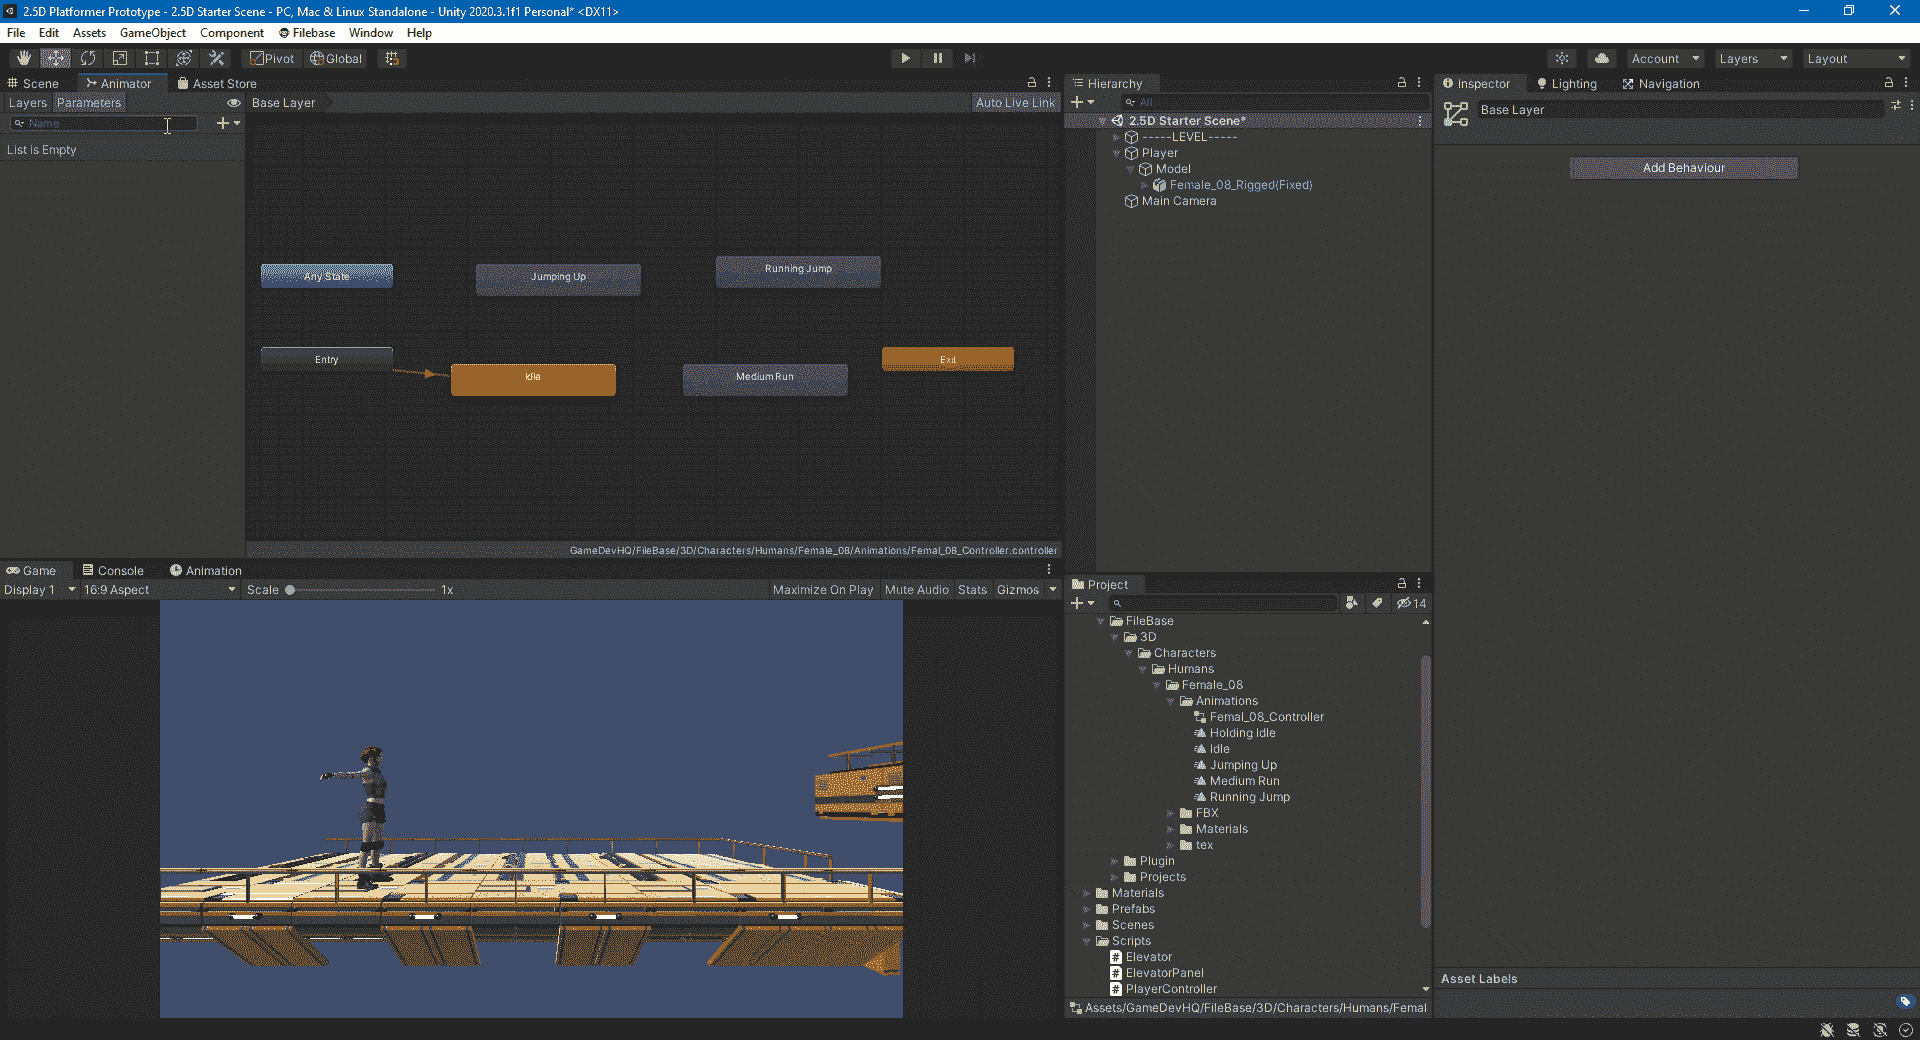 2.5D Platformer Prototype - 2.5D Starter Scene - PC, Mac & Linux Standalone - Unity 2020.3.1f1 Personal* <DX11>
File Edit Assets GameObject Component Filebase Window Help
Pivot Global Account Layers Layout
Scene Animator Asset Store
Layers Parameters Base Layer Auto Live Link
Name
List is Empty
Any State
Jumping Up
Running Jump
Entry
Idle
Medium Run
Exit
GameDevHQ/FileBase/3D/Characters/Humans/Female_08/Animations/Femal_08_Controller.controller
Game Console Animation
Display 1 16:9 Aspect Scale 1x Maximize On Play Mute Audio Stats Gizmos
Hierarchy
All
2.5D Starter Scene*
-----LEVEL-----
Player
Model
Female_08_Rigged(Fixed)
Main Camera
Project
14
FileBase
3D
Characters
Humans
Female_08
Animations
Femal_08_Controller
Holding Idle
Idle
Jumping Up
Medium Run
Running Jump
FBX
Materials
tex
Plugin
Projects
Materials
Prefabs
Scenes
Scripts
Elevator
ElevatorPanel
PlayerController
Assets/GameDevHQ/FileBase/3D/Characters/Humans/Femal
Inspector Lighting Navigation
Base Layer
Add Behaviour
Asset Labels